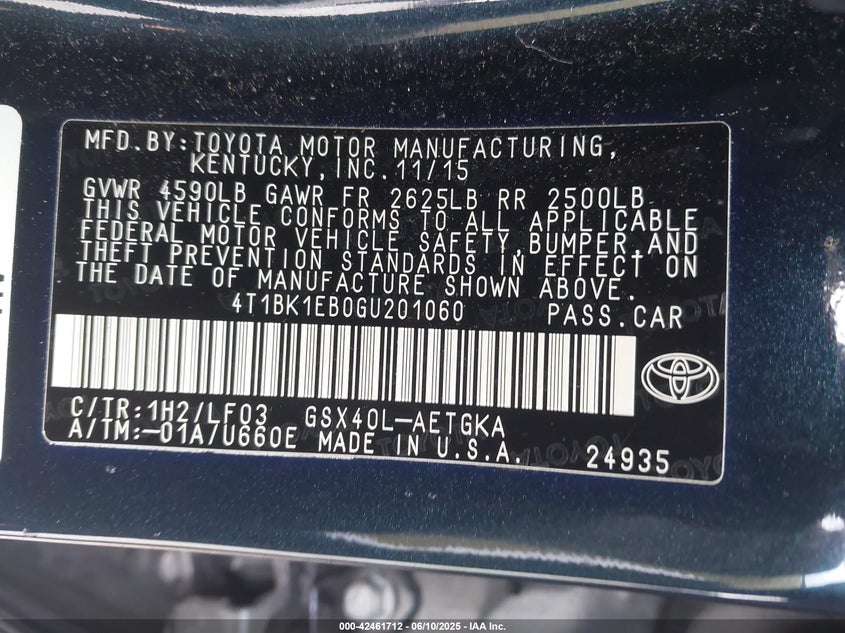 MFD.BY:TOYOTA MOTOR MANUFACTURING,
KENTUCKY,INC.11/15
GVWR 4590LB GAWR FR 2625LB RR 2500LB
THIS VEHICLE CONFORMS TO ALL APPLICABLE
FEDERAL MOTOR VEHICLE SAFETY,BUMPER,AND
THEFT PREVENTION STANDARDS IN EFFECT ON
THE DATE OF MANUFACTURE SHOWN ABOVE.
4T1BK1EB0GU201060 PASS.CAR
C/TR:1H2/LF03 GSX40L-AETGKA
A/TM:-01A/U660E MADE IN U.S.A. 24935
000-42461712 - 06/10/2025 - IAA Inc.